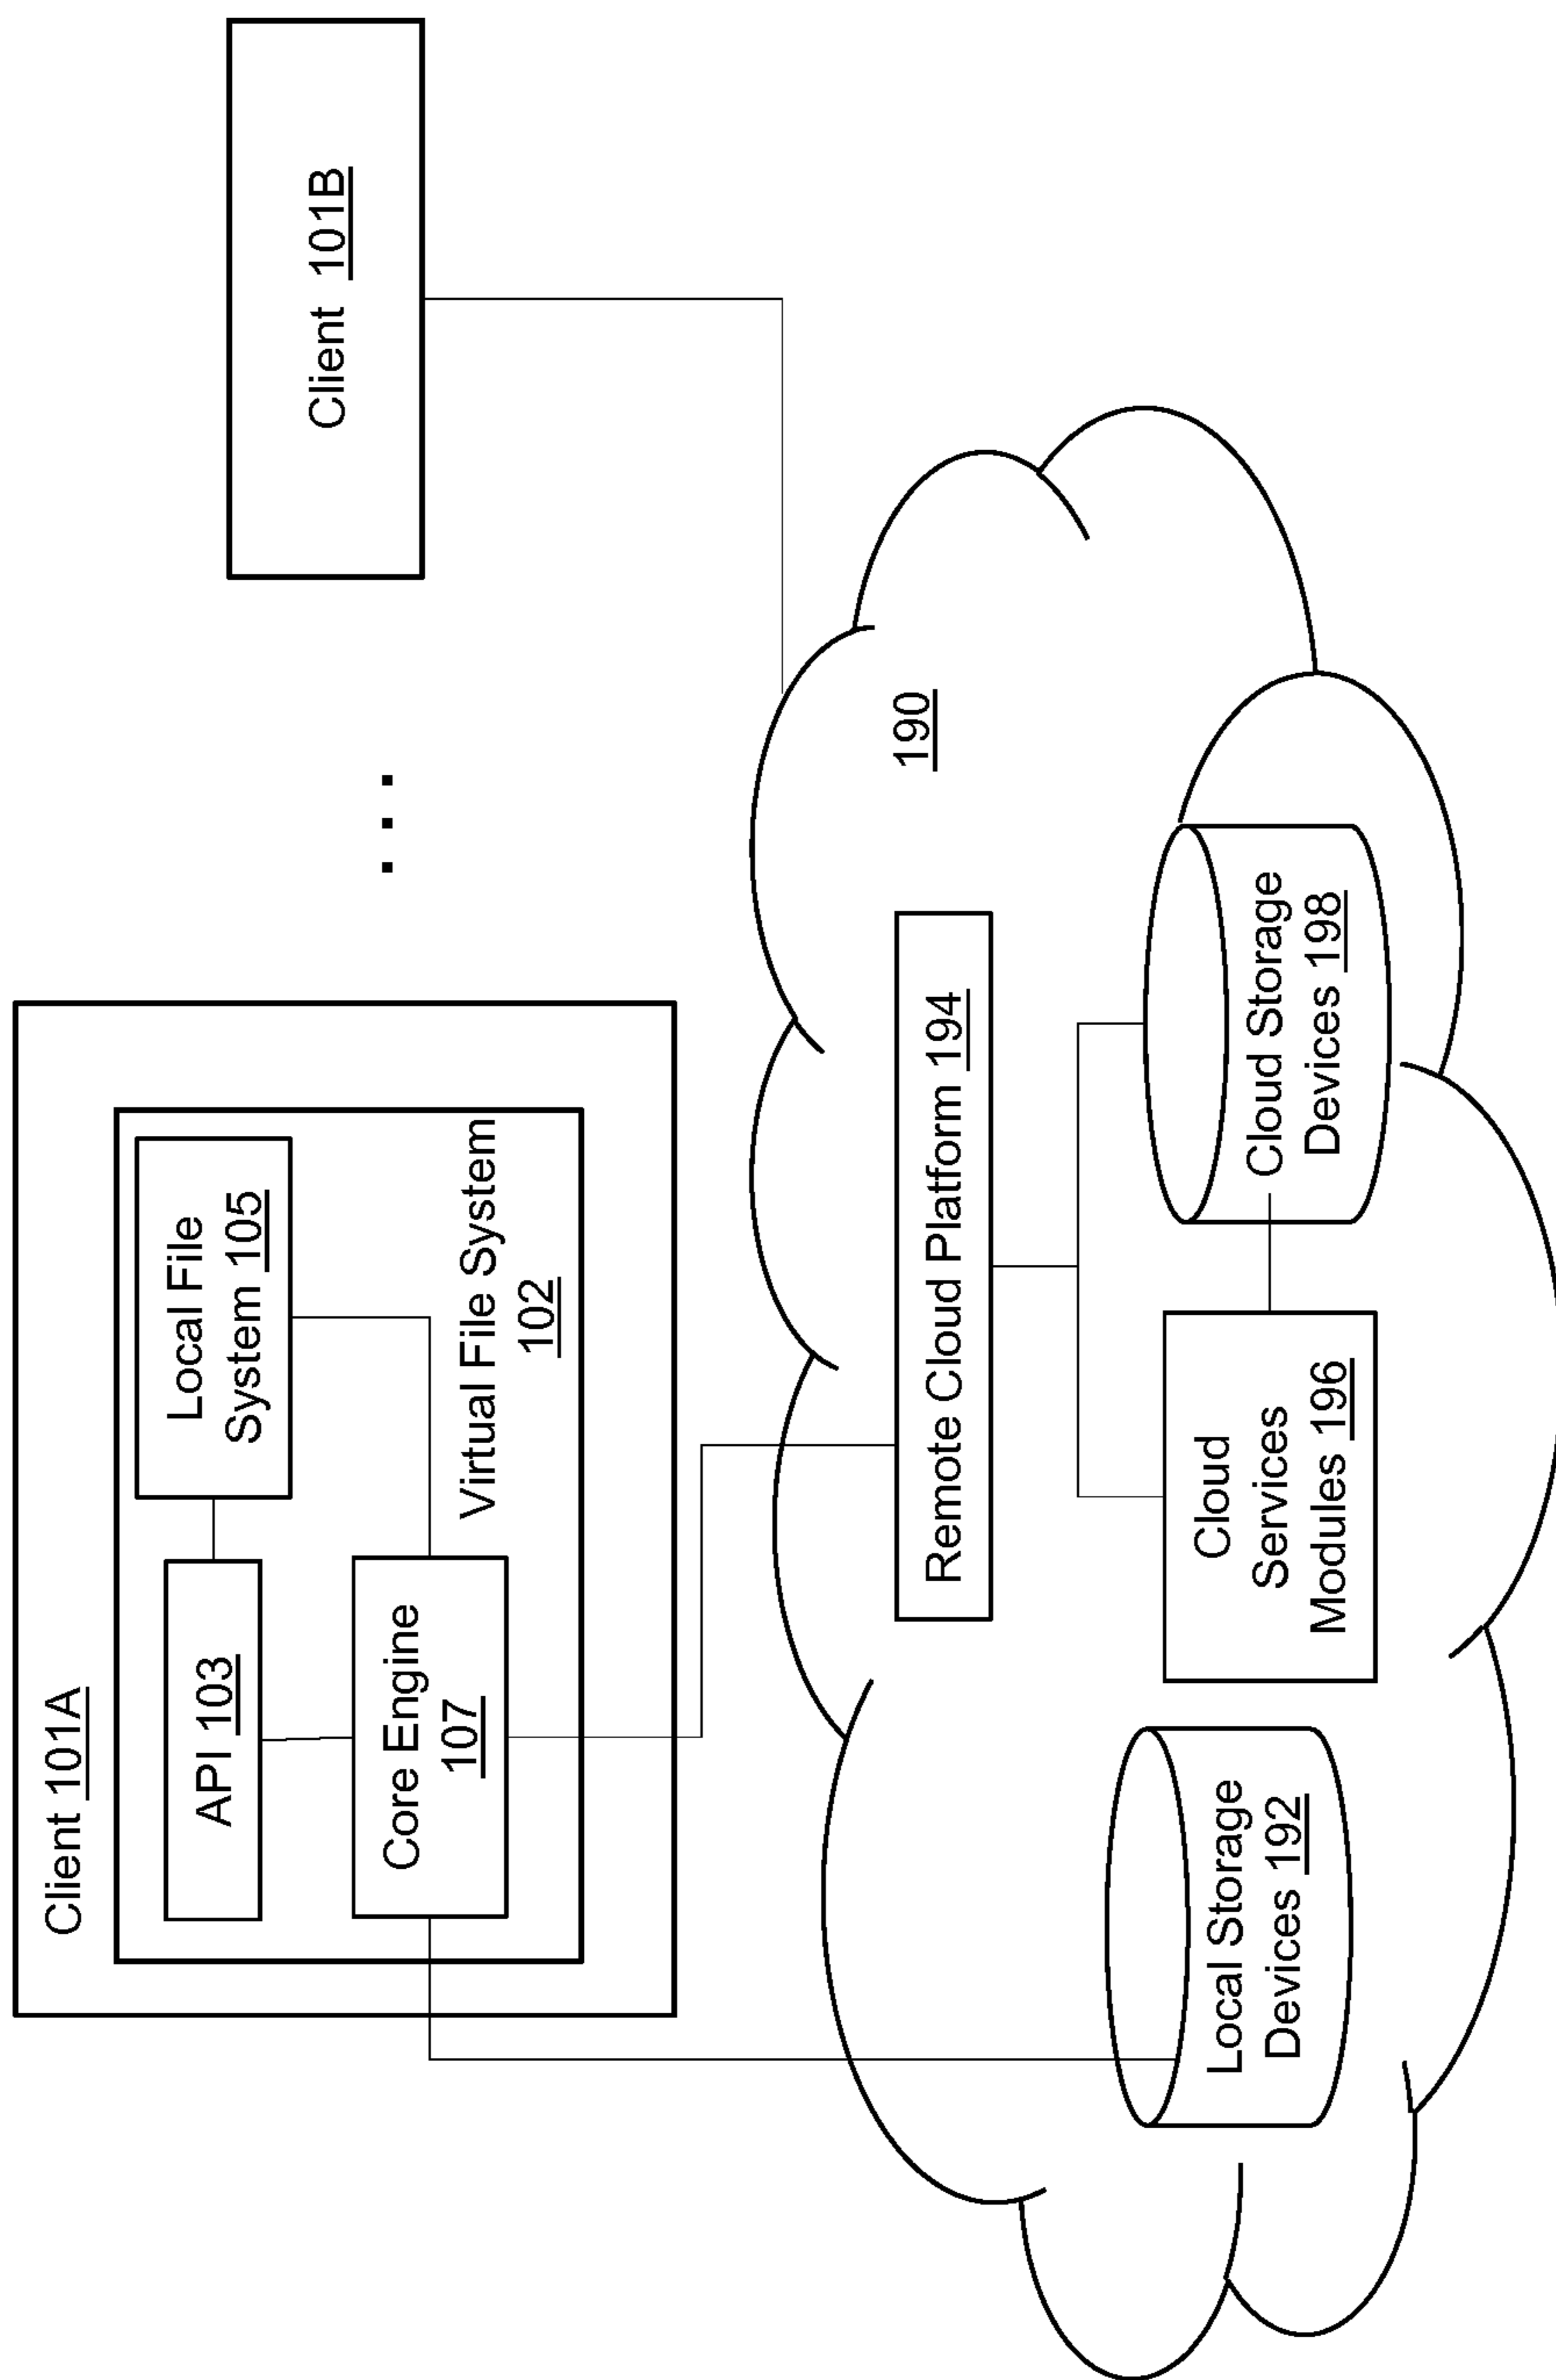 Client 101A
API 103
Local File
System 105
Core Engine
107
Virtual File System
102
. . .
Client 101B
190
Remote Cloud Platform 194
Local Storage
Devices 192
Cloud
Services
Modules 196
Cloud Storage
Devices 198